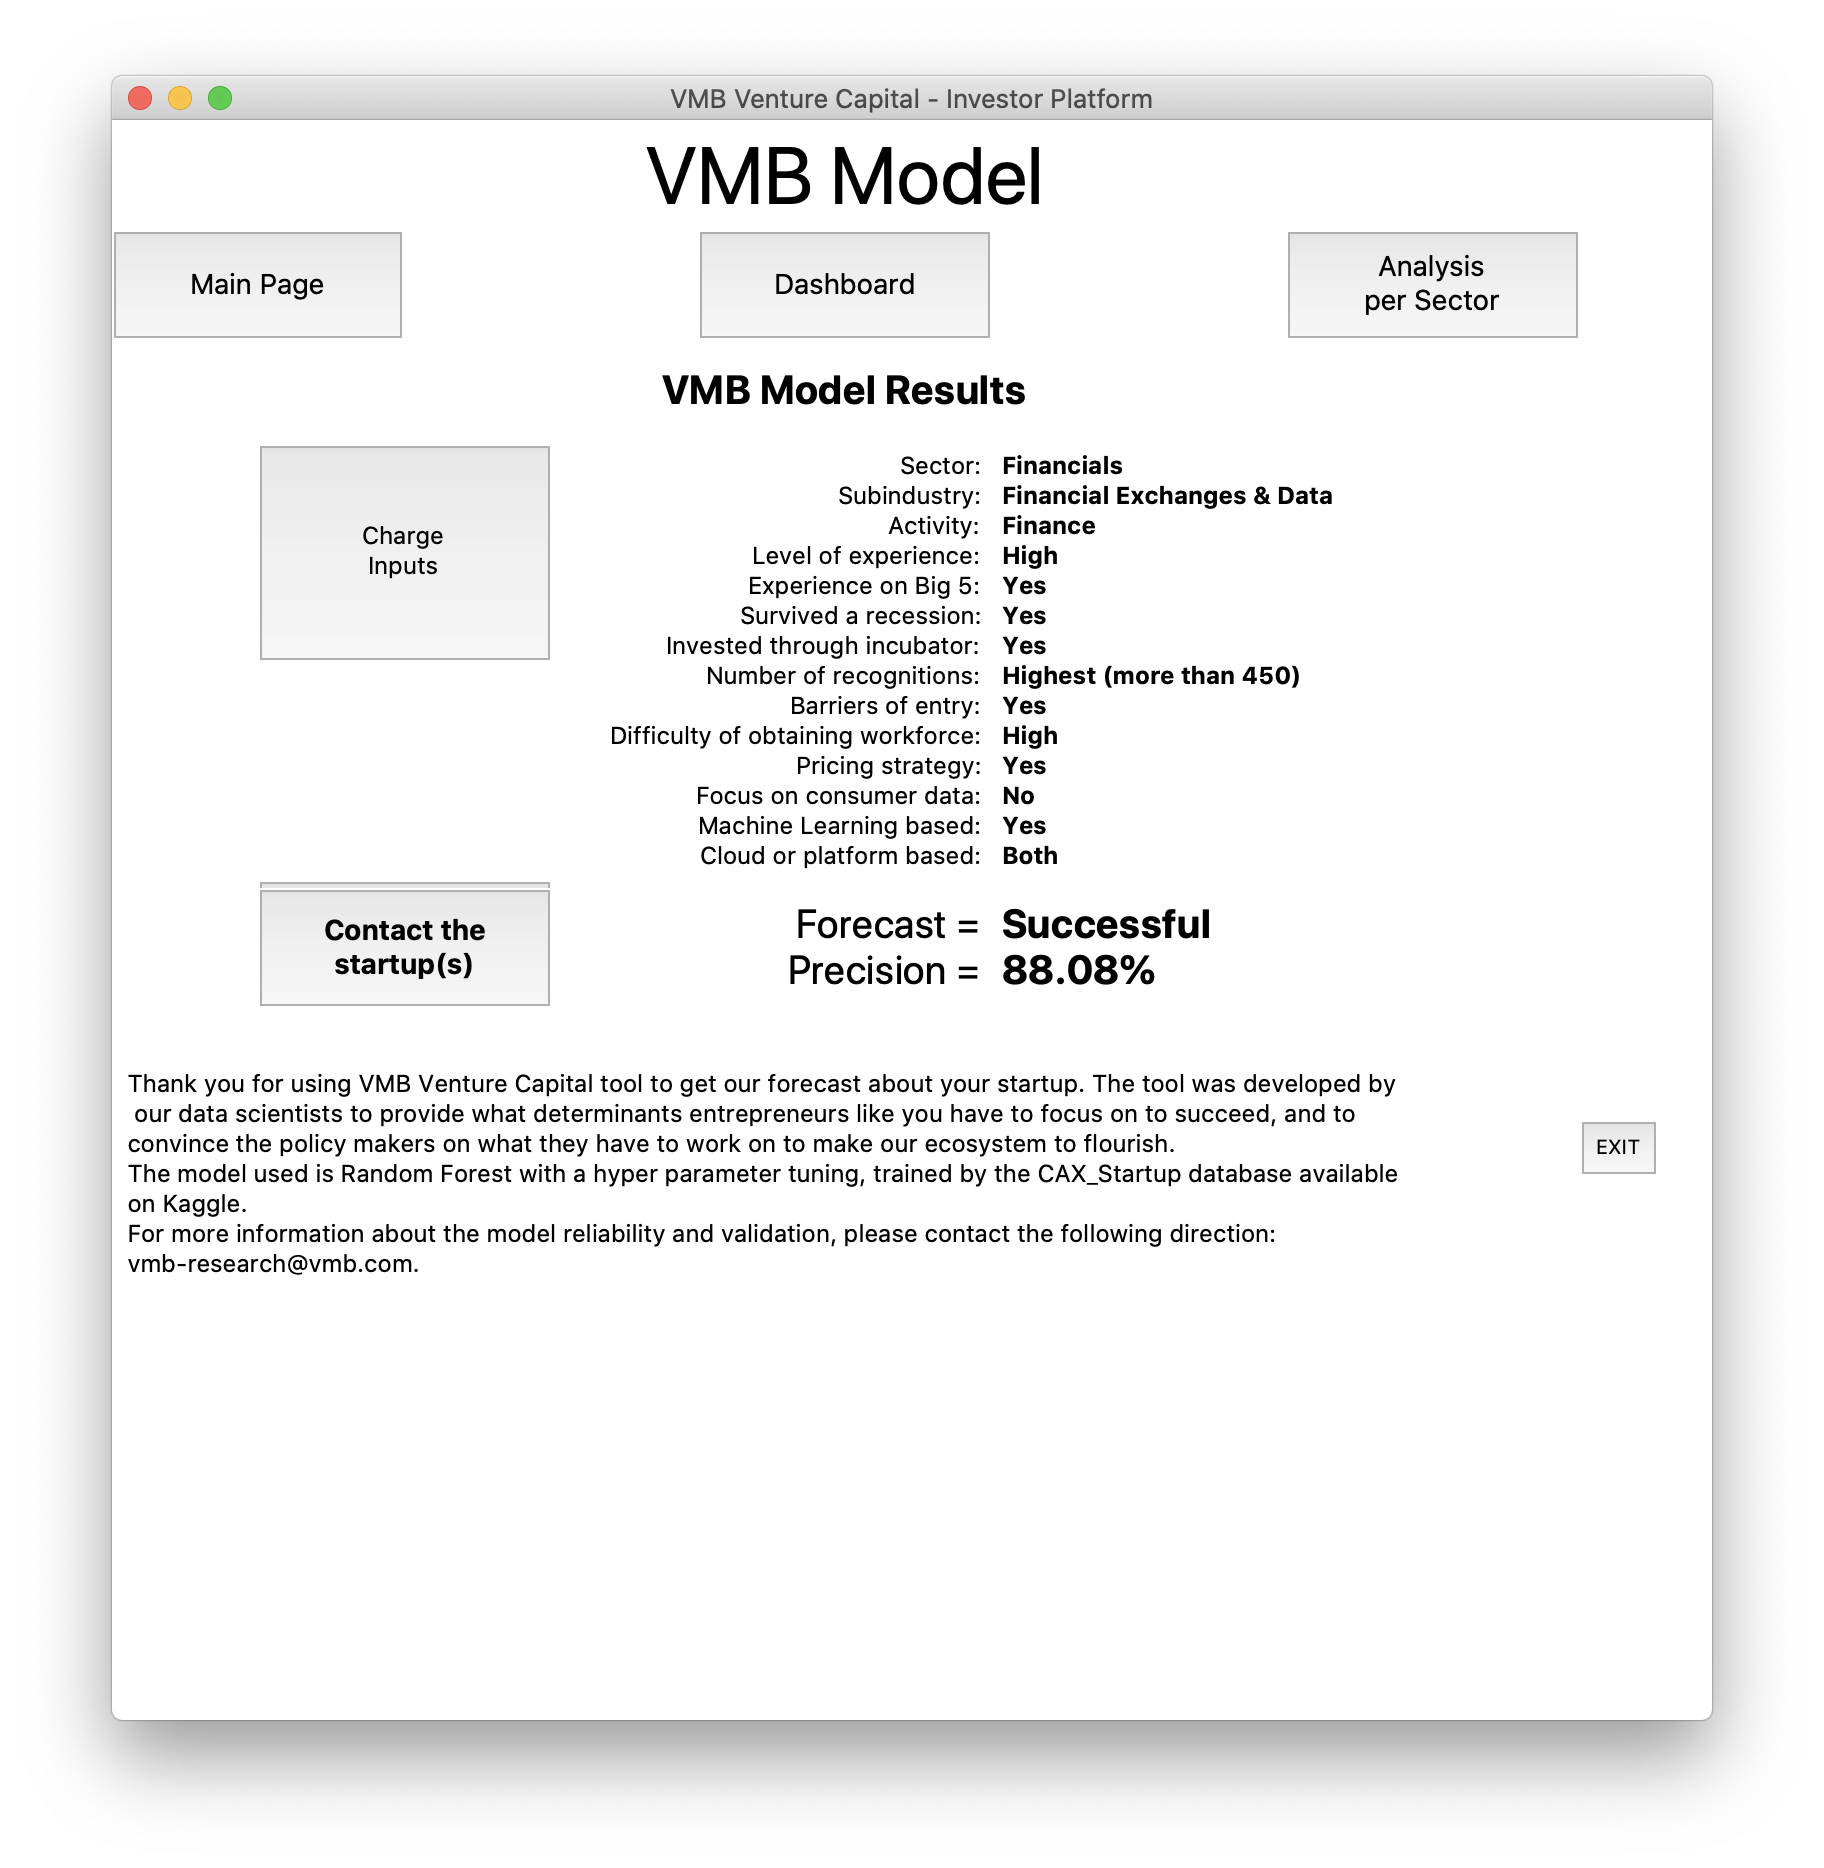 VMB Venture Capital - Investor Platform
VMB Model
Main Page
Dashboard
Analysis
per Sector
VMB Model Results
Charge
Inputs
Sector: Financials
Subindustry: Financial Exchanges & Data
Activity: Finance
Level of experience: High
Experience on Big 5: Yes
Survived a recession: Yes
Invested through incubator: Yes
Number of recognitions: Highest (more than 450)
Barriers of entry: Yes
Difficulty of obtaining workforce: High
Pricing strategy: Yes
Focus on consumer data: No
Machine Learning based: Yes
Cloud or platform based: Both
Contact the
startup(s)
Forecast = Successful
Precision = 88.08%
Thank you for using VMB Venture Capital tool to get our forecast about your startup. The tool was developed by
our data scientists to provide what determinants entrepreneurs like you have to focus on to succeed, and to
convince the policy makers on what they have to work on to make our ecosystem to flourish.
The model used is Random Forest with a hyper parameter tuning, trained by the CAX_Startup database available
on Kaggle.
For more information about the model reliability and validation, please contact the following direction:
vmb-research@vmb.com.
EXIT